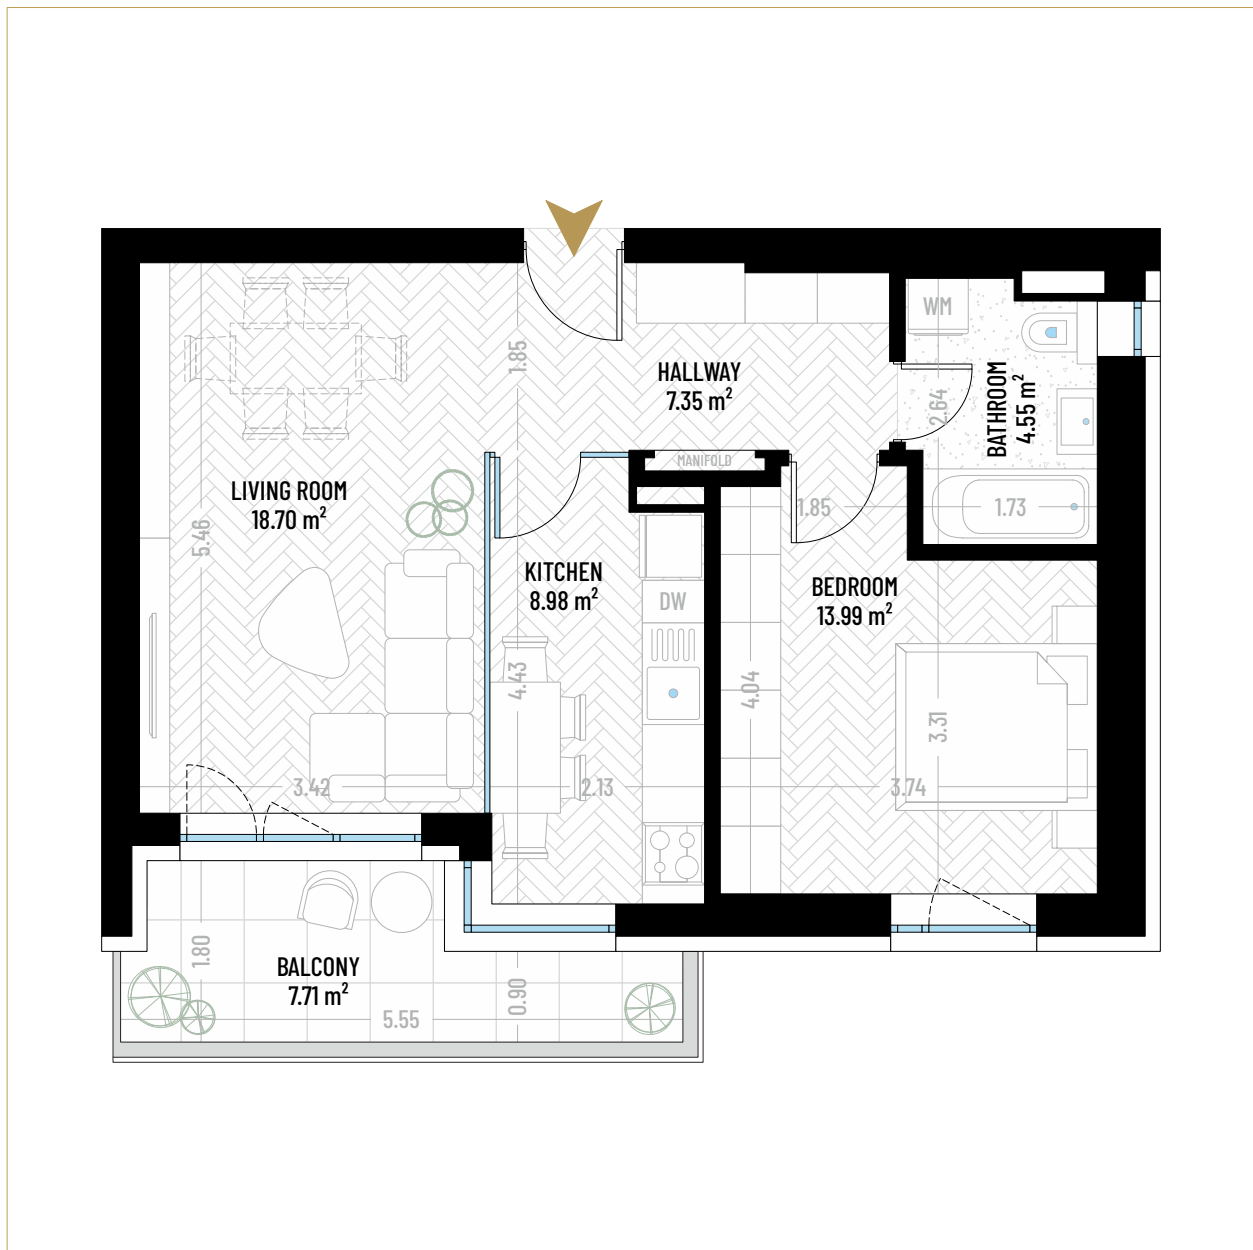 WM
1.85
HALLWAY
7.35 m²
2.64
BATHROOM
4.55 m²
MANIFOLD
LIVING ROOM
18.70 m²
5.46
1.85
1.73
KITCHEN
8.98 m²
DW
BEDROOM
13.99 m²
4.43
4.04
3.31
3.42
2.13
3.74
1.80
BALCONY
7.71 m²
0.90
5.55